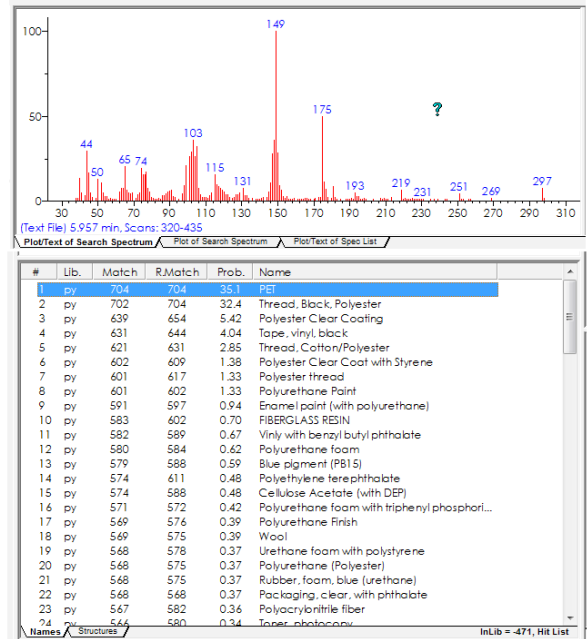 100
149
175
?
50
44
50
65
74
103
115
131
193
219
231
251
269
297
0
30 50 70 90 110 130 150 170 190 210 230 250 270 290 310
(Text File) 5.957 min, Scans: 320-435
Plot/Text of Search Spectrum Plot of Search Spectrum Plot/Text of Spec List
# Lib. Match R.Match Prob. Name
1 py 704 704 35.1 PET
2 py 702 704 32.4 Thread, Black, Polyester
3 py 639 654 5.42 Polyester Clear Coating
4 py 631 644 4.04 Tape, vinyl, black
5 py 621 631 2.85 Thread, Cotton/Polyester
6 py 602 609 1.38 Polyester Clear Coat with Styrene
7 py 601 617 1.33 Polyester thread
8 py 601 602 1.33 Polyurethane Paint
9 py 591 597 0.94 Enamel paint (with polyurethane)
10 py 583 602 0.70 FIBERGLASS RESIN
11 py 582 589 0.67 Vinly with benzyl butyl phthalate
12 py 580 584 0.62 Polyurethane foam
13 py 579 588 0.59 Blue pigment (PB15)
14 py 574 611 0.48 Polyethylene terephthalate
15 py 574 588 0.48 Cellulose Acetate (with DEP)
16 py 571 572 0.42 Polyurethane foam with triphenyl phosphori...
17 py 569 576 0.39 Polyurethane Finish
18 py 569 575 0.39 Wool
19 py 568 578 0.37 Urethane foam with polystyrene
20 py 568 575 0.37 Polyurethane (Polyester)
21 py 568 575 0.37 Rubber, foam, blue (urethane)
22 py 568 568 0.37 Packaging, clear, with phthalate
23 py 567 582 0.36 Polyacrylonitrile fiber
24 py 566 580 0.34 Toner, photocopy
Names Structures InLib = -471, Hit List